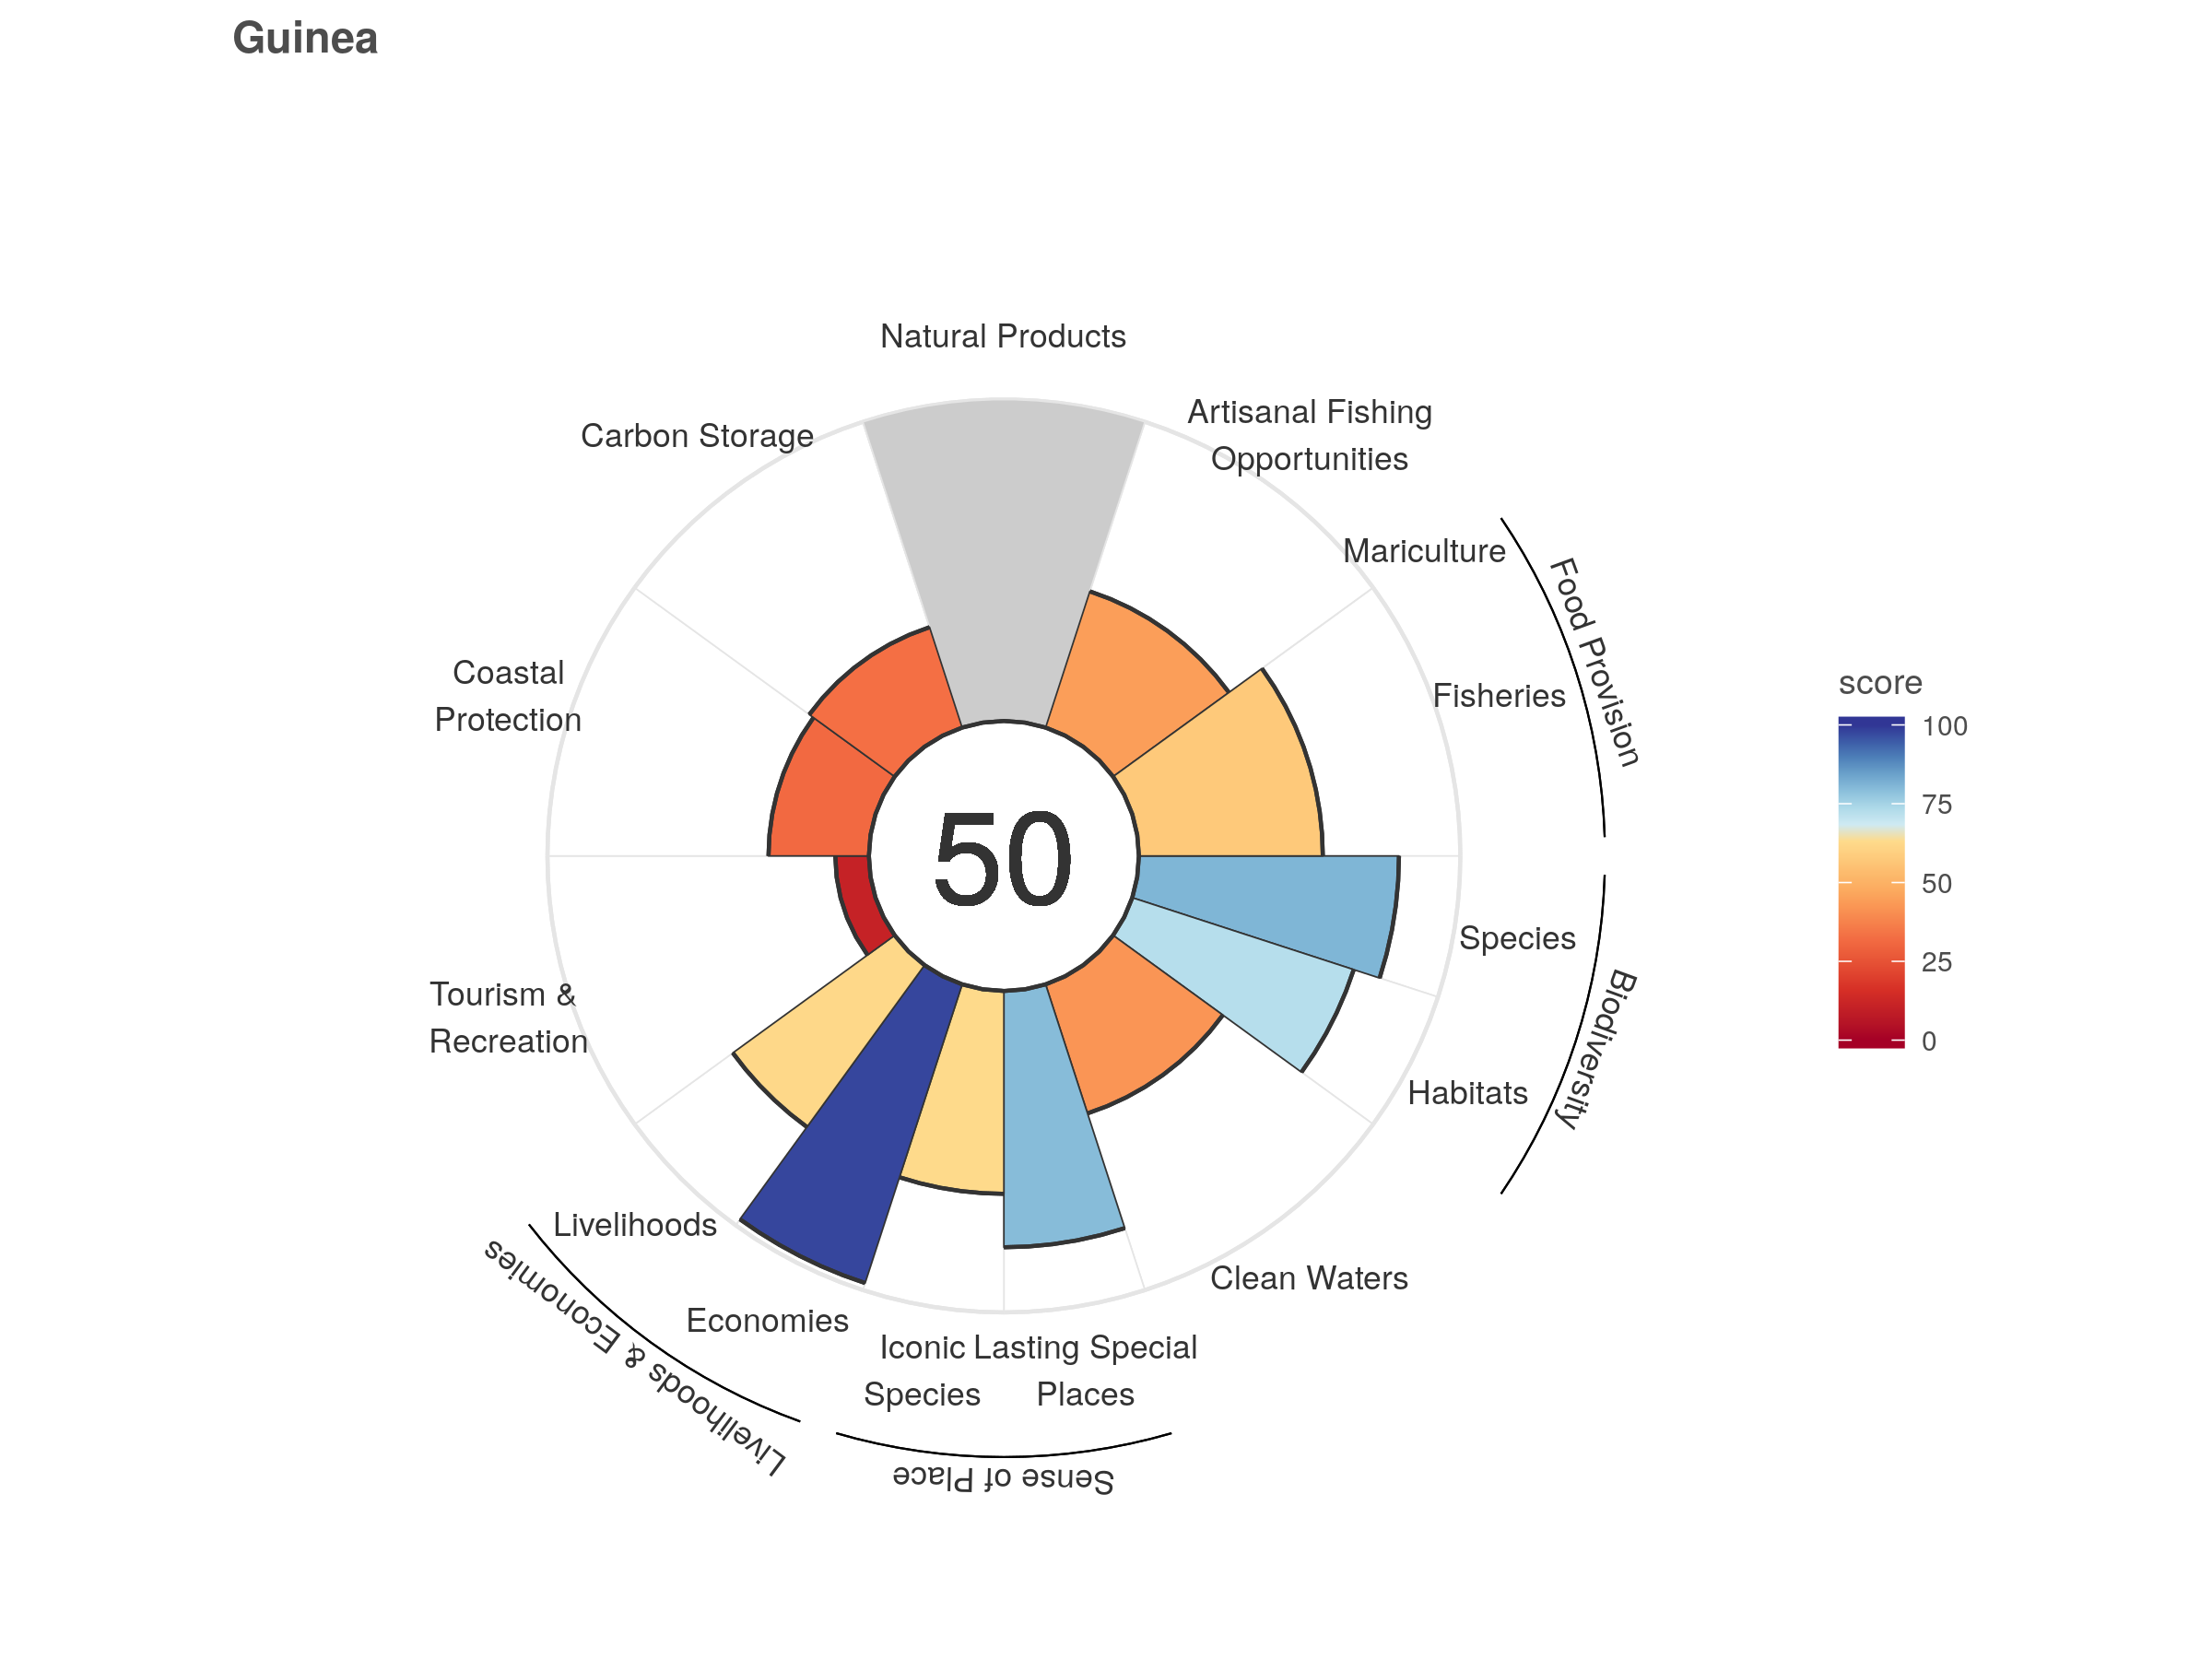 Guinea
Natural Products
Carbon Storage
Artisanal Fishing
Opportunities
Mariculture
Food Provision
Fisheries
Coastal
Protection
score
100
75
50
25
0
50
Species
Biodiversity
Habitats
Tourism &
Recreation
Livelihoods
Livelihoods & Economies
Economies
Clean Waters
Iconic
Species
Lasting Special
Places
Sense of Place